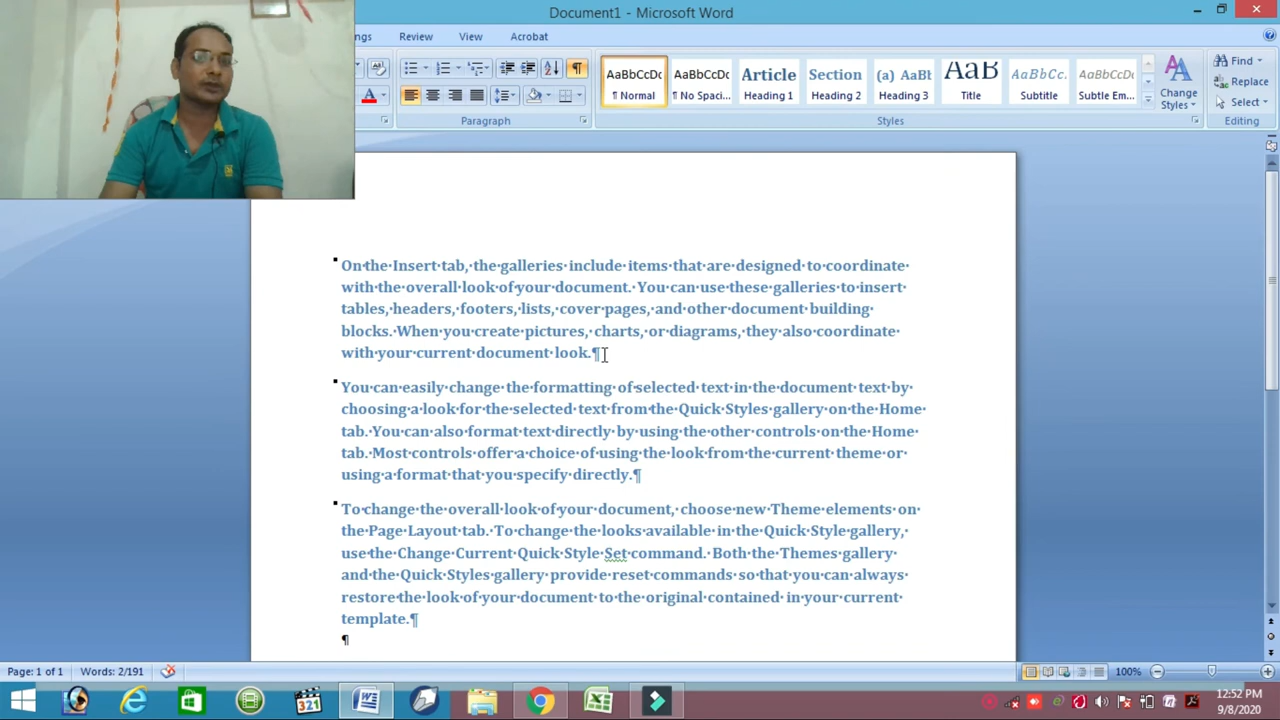 Document1 - Microsoft Word
Review View Acrobat
Paragraph
AaBbCcDc AaBbCcDc Article Section (a) AaBb AaB AaBbCc. AaBbCcDc
¶ Normal ¶ No Spaci... Heading 1 Heading 2 Heading 3 Title Subtitle Subtle Em...
Styles
Change
Styles
Find
Replace
Select
Editing
On the Insert tab, the galleries include items that are designed to coordinate
with the overall look of your document. You can use these galleries to insert
tables, headers, footers, lists, cover pages, and other document building
blocks. When you create pictures, charts, or diagrams, they also coordinate
with your current document look.¶
You can easily change the formatting of selected text in the document text by
choosing a look for the selected text from the Quick Styles gallery on the Home
tab. You can also format text directly by using the other controls on the Home
tab. Most controls offer a choice of using the look from the current theme or
using a format that you specify directly.¶
To change the overall look of your document, choose new Theme elements on
the Page Layout tab. To change the looks available in the Quick Style gallery,
use the Change Current Quick Style Set command. Both the Themes gallery
and the Quick Styles gallery provide reset commands so that you can always
restore the look of your document to the original contained in your current
template.¶
¶
Page: 1 of 1 Words: 2/191 100%
321
12:52 PM
9/8/2020